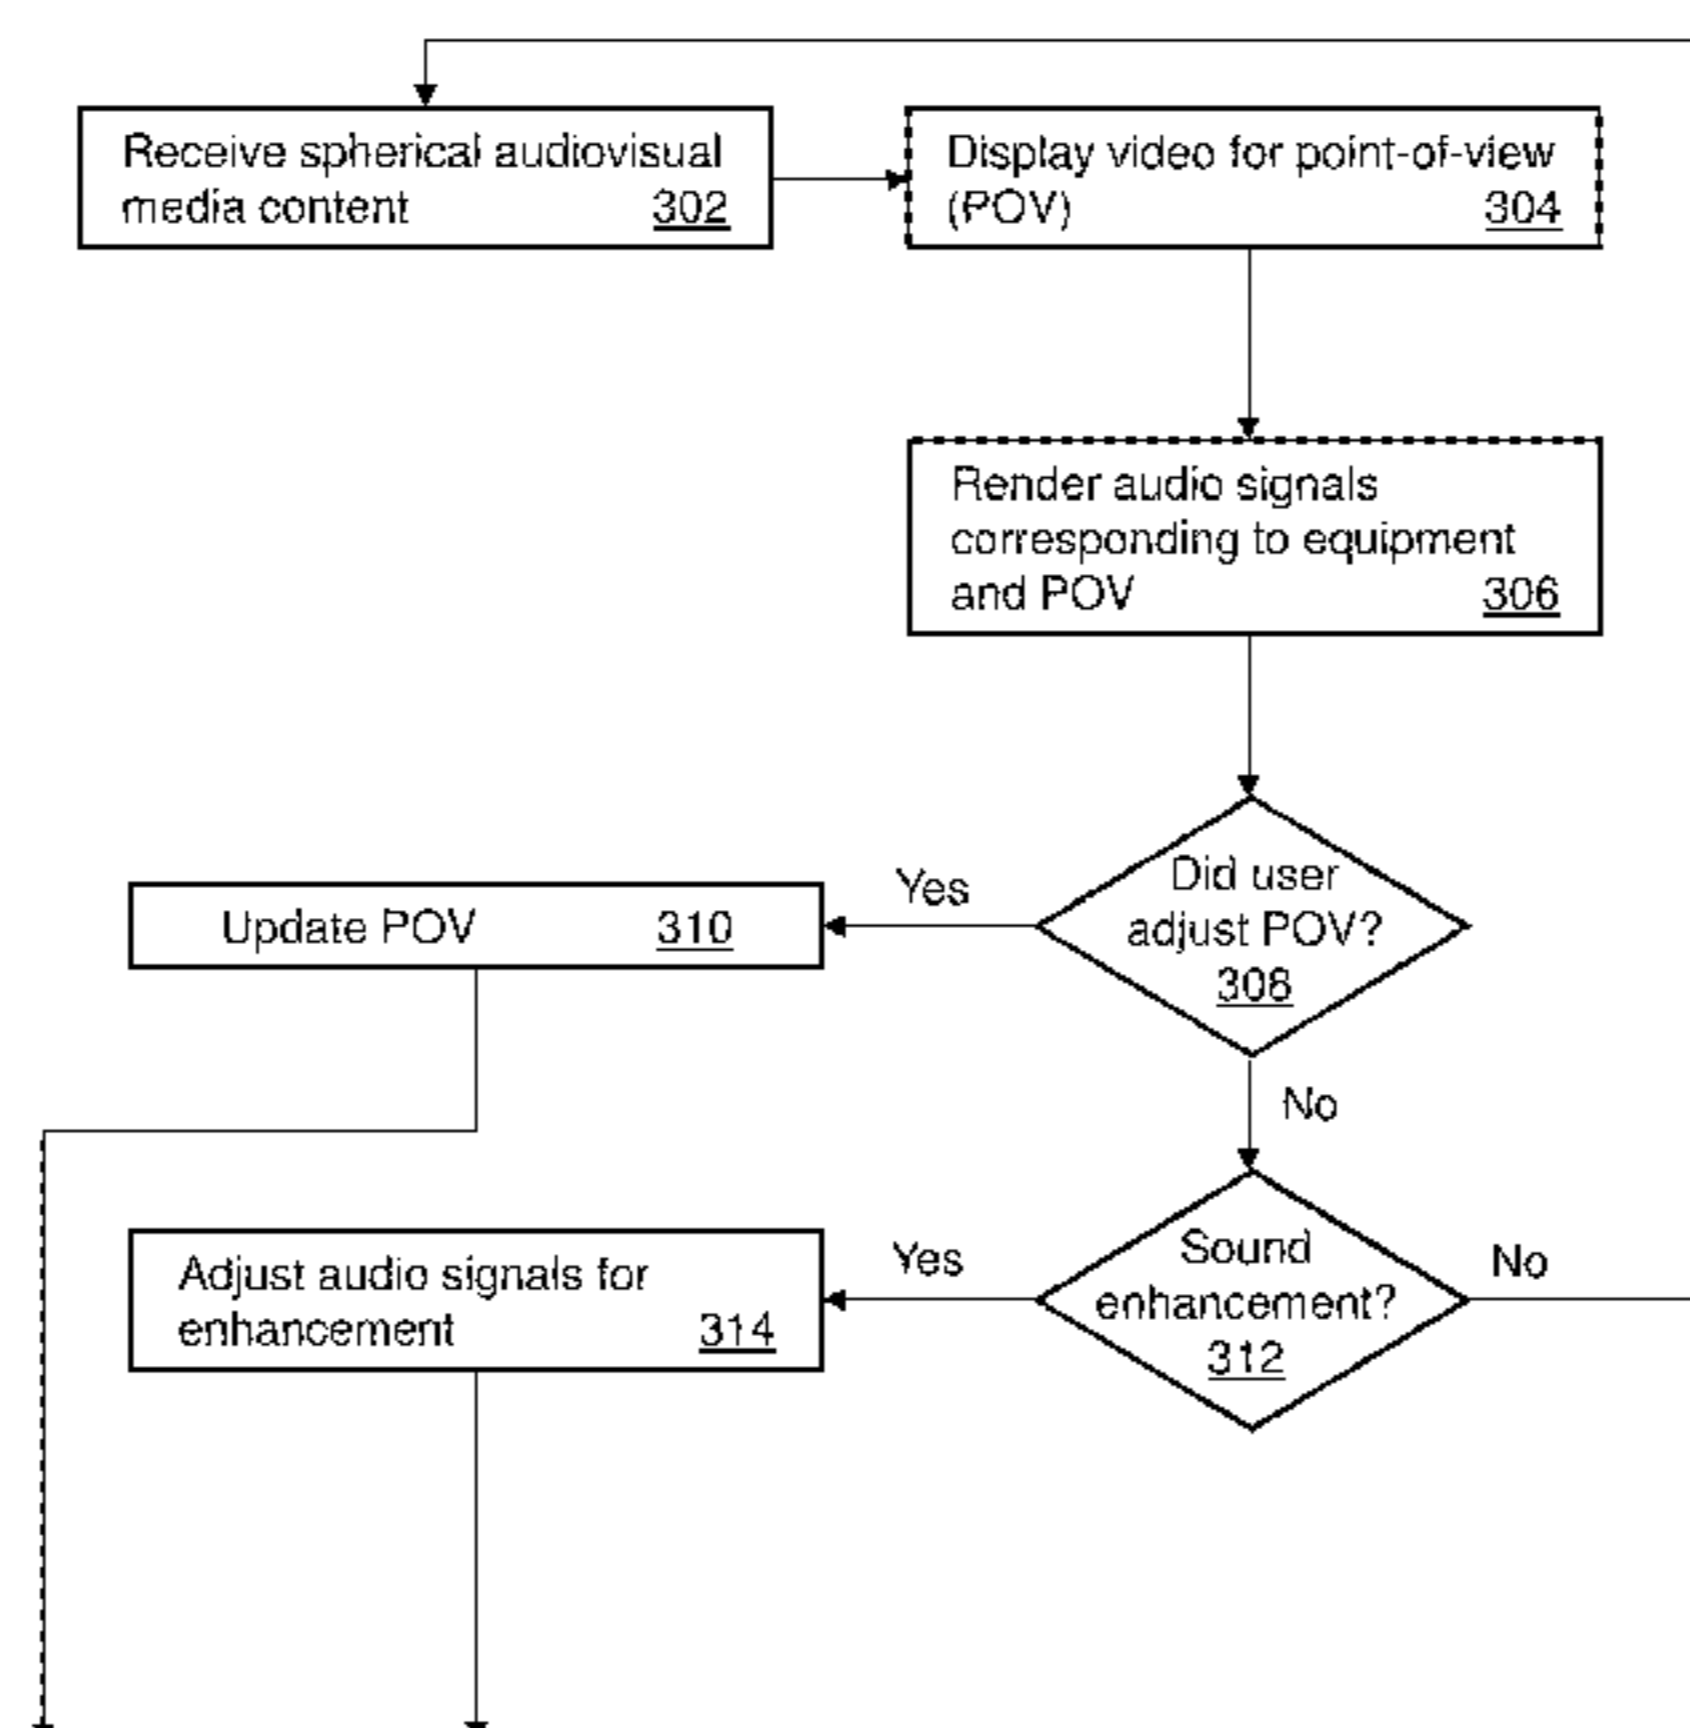 Receive spherical audiovisual
media content 302
Display video for point-of-view
(POV) 304
Render audio signals
corresponding to equipment
and POV 306
Did user
adjust POV?
308
Yes
Update POV 310
No
Sound
enhancement?
312
Yes
No
Adjust audio signals for
enhancement 314